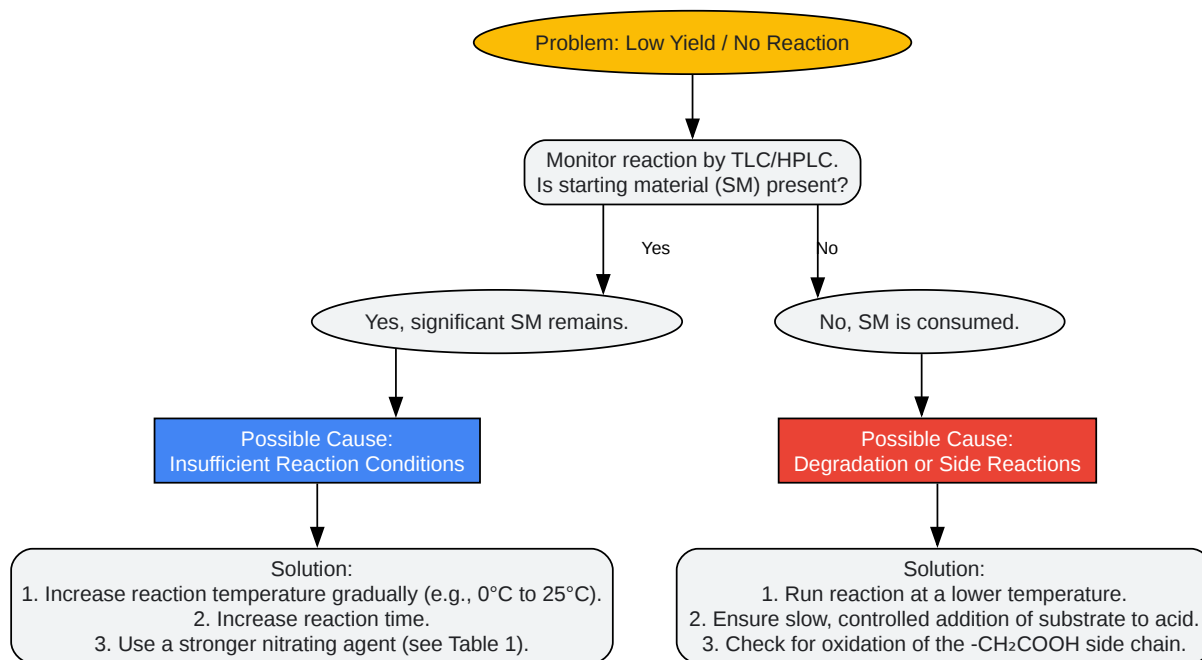 Problem: Low Yield / No Reaction
Monitor reaction by TLC/HPLC.
Is starting material (SM) present?
Yes
No
Yes, significant SM remains.
No, SM is consumed.
Possible Cause:
Insufficient Reaction Conditions
Possible Cause:
Degradation or Side Reactions
Solution:
1. Increase reaction temperature gradually (e.g., 0°C to 25°C).
2. Increase reaction time.
3. Use a stronger nitrating agent (see Table 1).
Solution:
1. Run reaction at a lower temperature.
2. Ensure slow, controlled addition of substrate to acid.
3. Check for oxidation of the -CH₂COOH side chain.